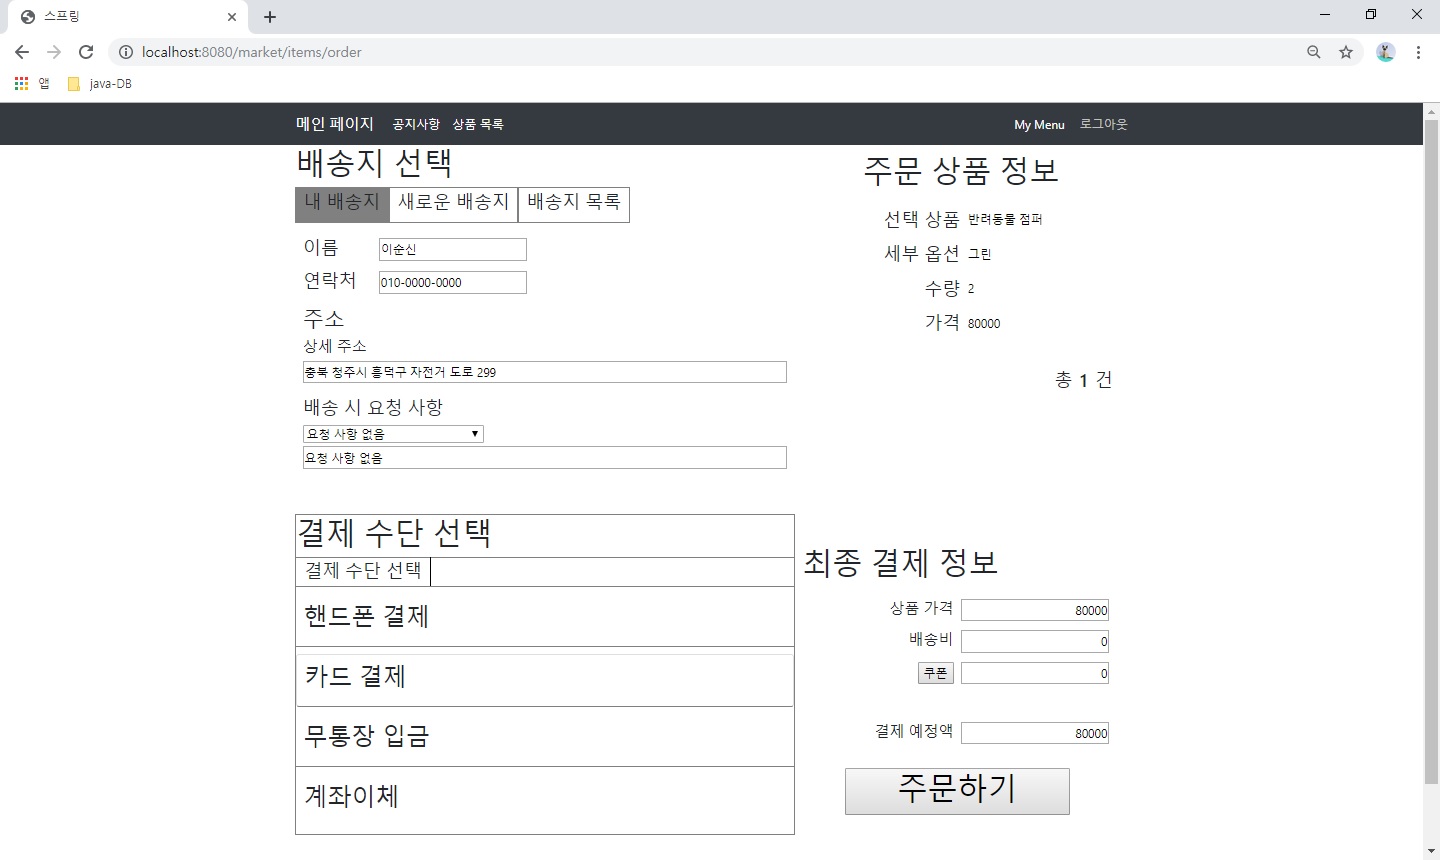 스프링
localhost:8080/market/items/order
앱 java-DB
메인 페이지 공지사항 상품 목록 My Menu 로그아웃
배송지 선택
내 배송지 새로운 배송지 배송지 목록
이름 이순신
연락처 010-0000-0000
주소
상세 주소
충북 청주시 흥덕구 자전거 도로 299
배송 시 요청 사항
요청 사항 없음
요청 사항 없음
주문 상품 정보
선택 상품 반려동물 점퍼
세부 옵션 그린
수량 2
가격 80000
총 1 건
결제 수단 선택
결제 수단 선택
핸드폰 결제
카드 결제
무통장 입금
계좌이체
최종 결제 정보
상품 가격 80000
배송비 0
쿠폰 0
결제 예정액 80000
주문하기